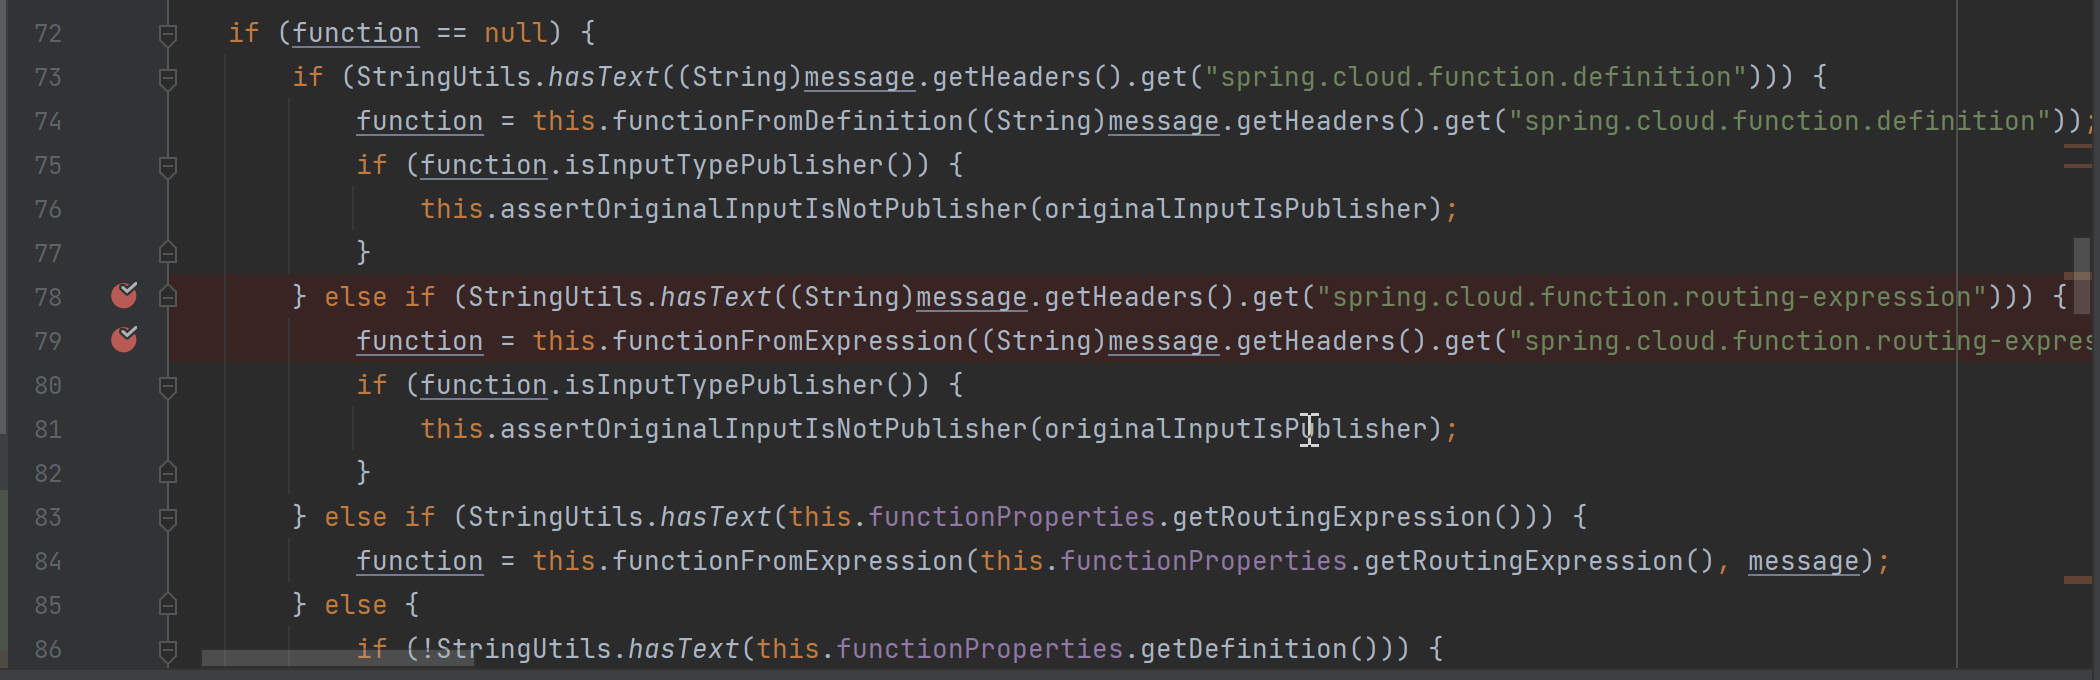 72 if (function == null) {
73 if (StringUtils.hasText((String)message.getHeaders().get("spring.cloud.function.definition"))) {
74 function = this.functionFromDefinition((String)message.getHeaders().get("spring.cloud.function.definition"));
75 if (function.isInputTypePublisher()) {
76 this.assertOriginalInputIsNotPublisher(originalInputIsPublisher);
77 }
78 } else if (StringUtils.hasText((String)message.getHeaders().get("spring.cloud.function.routing-expression"))) {
79 function = this.functionFromExpression((String)message.getHeaders().get("spring.cloud.function.routing-expres
80 if (function.isInputTypePublisher()) {
81 this.assertOriginalInputIsNotPublisher(originalInputIsPublisher);
82 }
83 } else if (StringUtils.hasText(this.functionProperties.getRoutingExpression())) {
84 function = this.functionFromExpression(this.functionProperties.getRoutingExpression(), message);
85 } else {
86 if (!StringUtils.hasText(this.functionProperties.getDefinition())) {